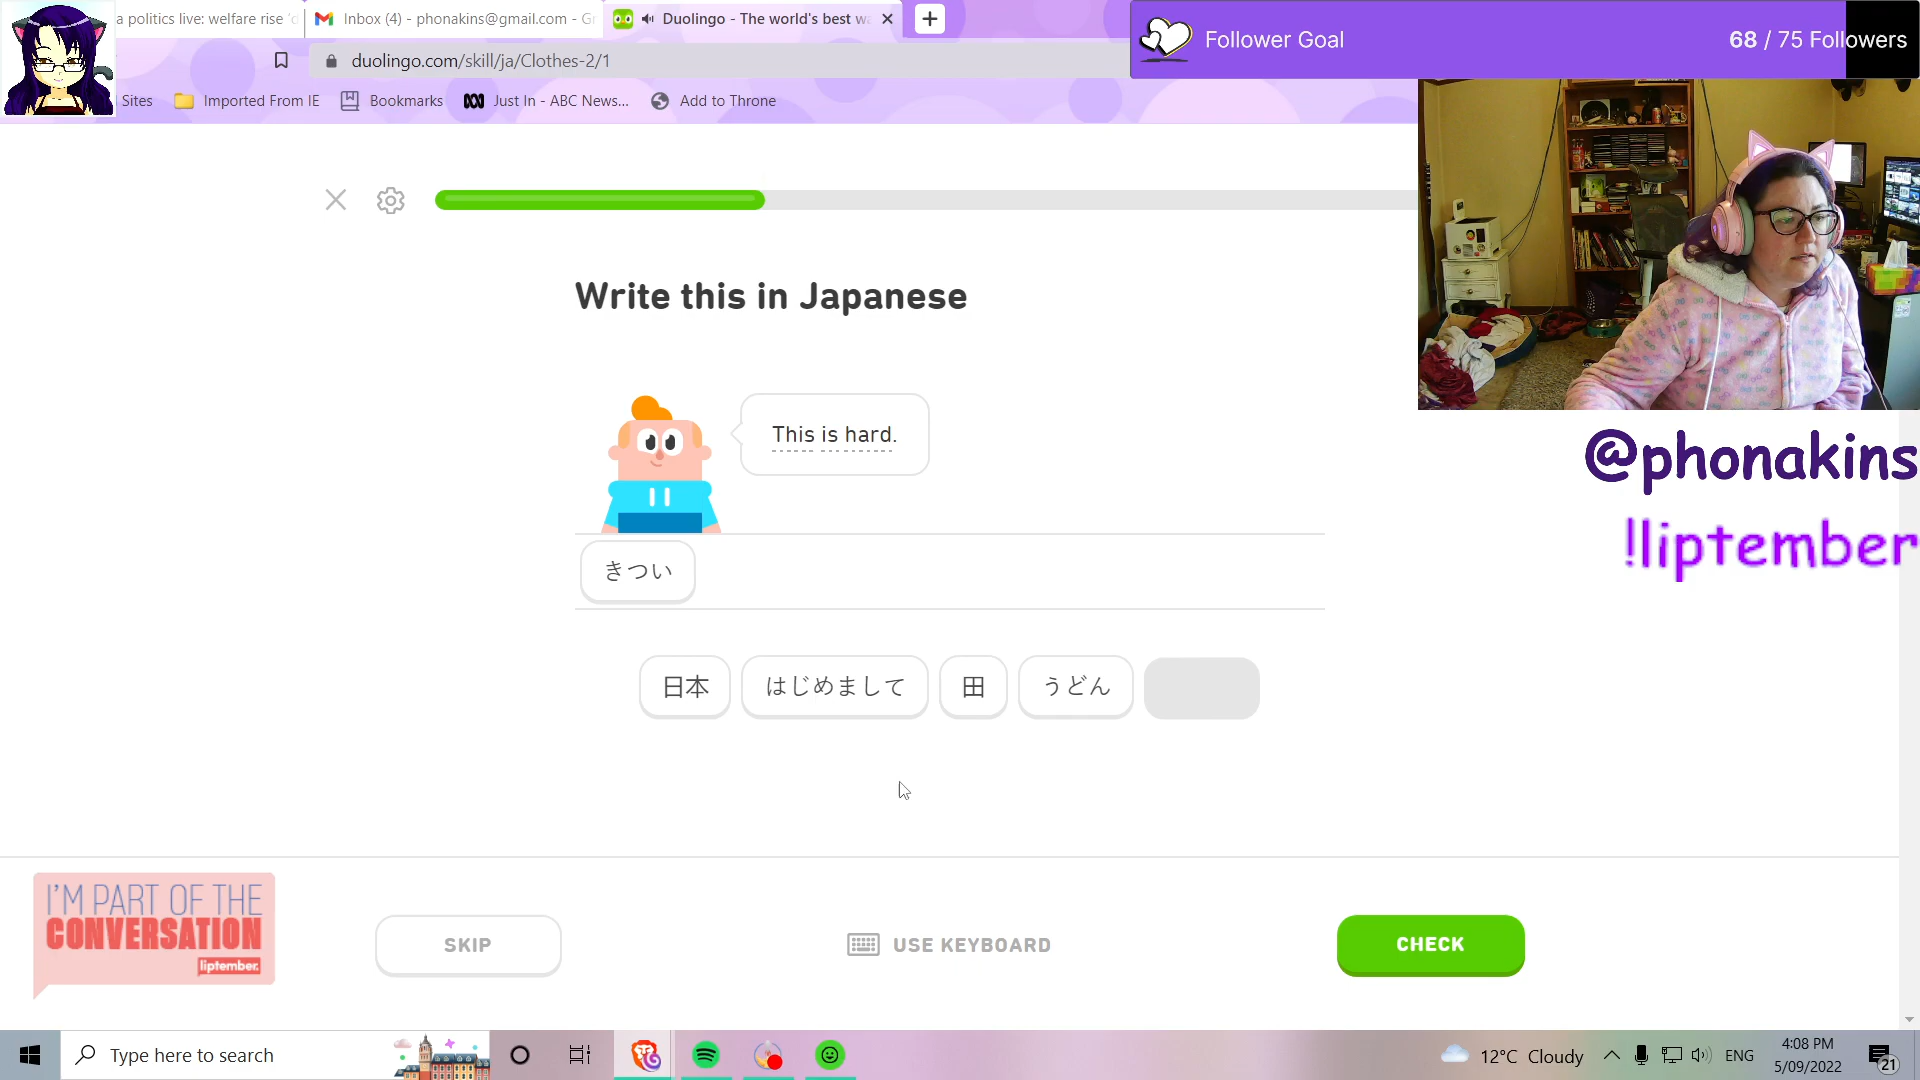 a politics live: welfare rise 'o
Inbox (4) - phonakins@gmail.com - G
Duolingo - The world's best wa
Follower Goal
68 / 75 Followers
duolingo.com/skill/ja/Clothes-2/1
Sites
Imported From IE
Bookmarks
Just In - ABC News...
Add to Throne
Write this in Japanese
This is hard.
@phonakins
!liptember
きつい
日本
はじめまして
田
うどん
I'M PART OF THE
CONVERSATION
liptember.
SKIP
USE KEYBOARD
CHECK
Type here to search
12°C Cloudy
ENG
4:08 PM
5/09/2022
21